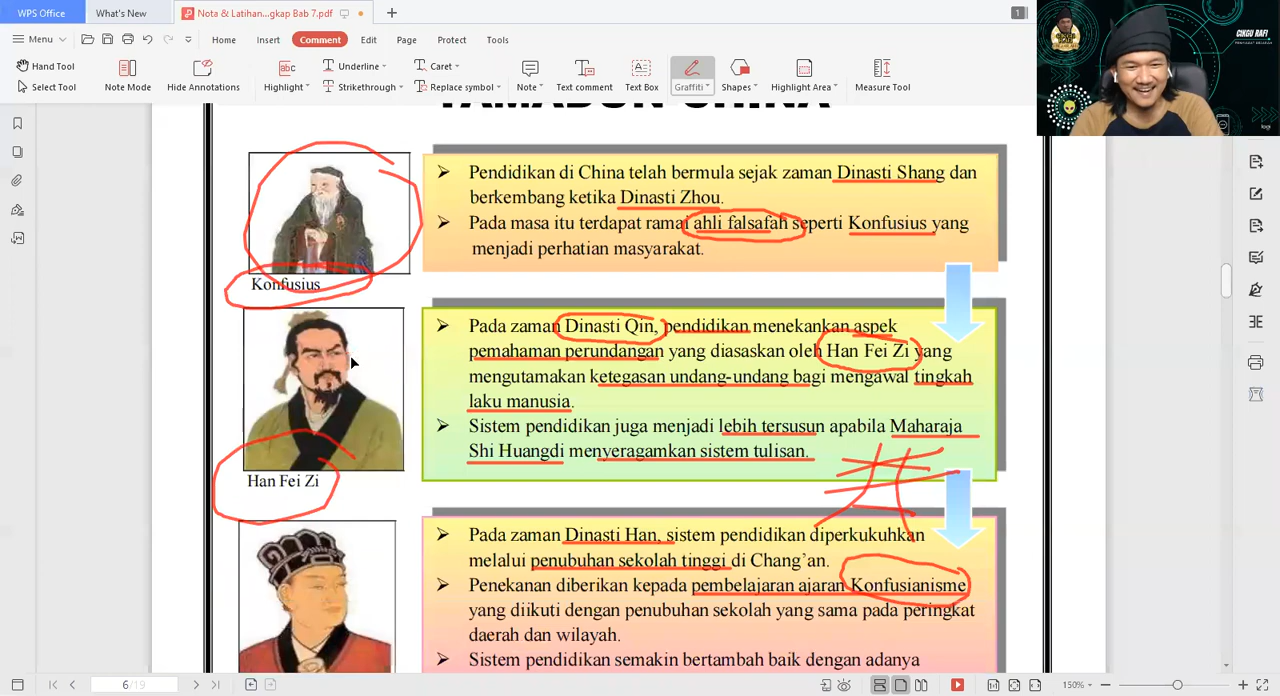 WPS Office
What's New
Nota & Latihan...gkap Bab 7.pdf
1
CIKGU RAFI
Menu
Home
Insert
Comment
Edit
Page
Protect
Tools
Hand Tool
Select Tool
Note Mode
Hide Annotations
Highlight
Underline
Strikethrough
Caret
Replace symbol
Note
Text comment
Text Box
Graffiti
Shapes
Highlight Area
Measure Tool
TAMADUN CHINA
Pendidikan di China telah bermula sejak zaman Dinasti Shang dan
berkembang ketika Dinasti Zhou.
Pada masa itu terdapat ramai ahli falsafah seperti Konfusius yang
menjadi perhatian masyarakat.
Konfusius
Pada zaman Dinasti Qin, pendidikan menekankan aspek
pemahaman perundangan yang diasaskan oleh Han Fei Zi yang
mengutamakan ketegasan undang-undang bagi mengawal tingkah
laku manusia.
Sistem pendidikan juga menjadi lebih tersusun apabila Maharaja
Shi Huangdi menyeragamkan sistem tulisan.
Han Fei Zi
Pada zaman Dinasti Han, sistem pendidikan diperkukuhkan
melalui penubuhan sekolah tinggi di Chang'an.
Penekanan diberikan kepada pembelajaran ajaran Konfusianisme
yang diikuti dengan penubuhan sekolah yang sama pada peringkat
daerah dan wilayah.
Sistem pendidikan semakin bertambah baik dengan adanya
6/19
150%